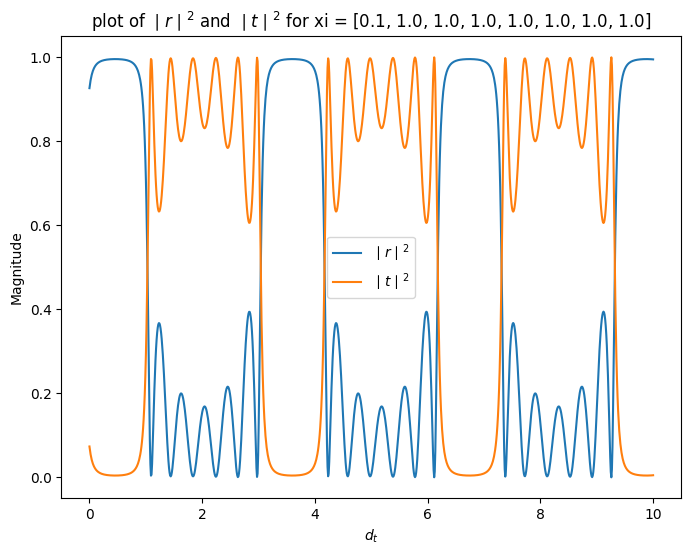 plot of | r |² and | t |² for xi = [0.1, 1.0, 1.0, 1.0, 1.0, 1.0, 1.0, 1.0]
1.0
0.8
0.6
0.4
0.2
0.0
Magnitude
| r |²
| t |²
0 2 4 6 8 10
d_t